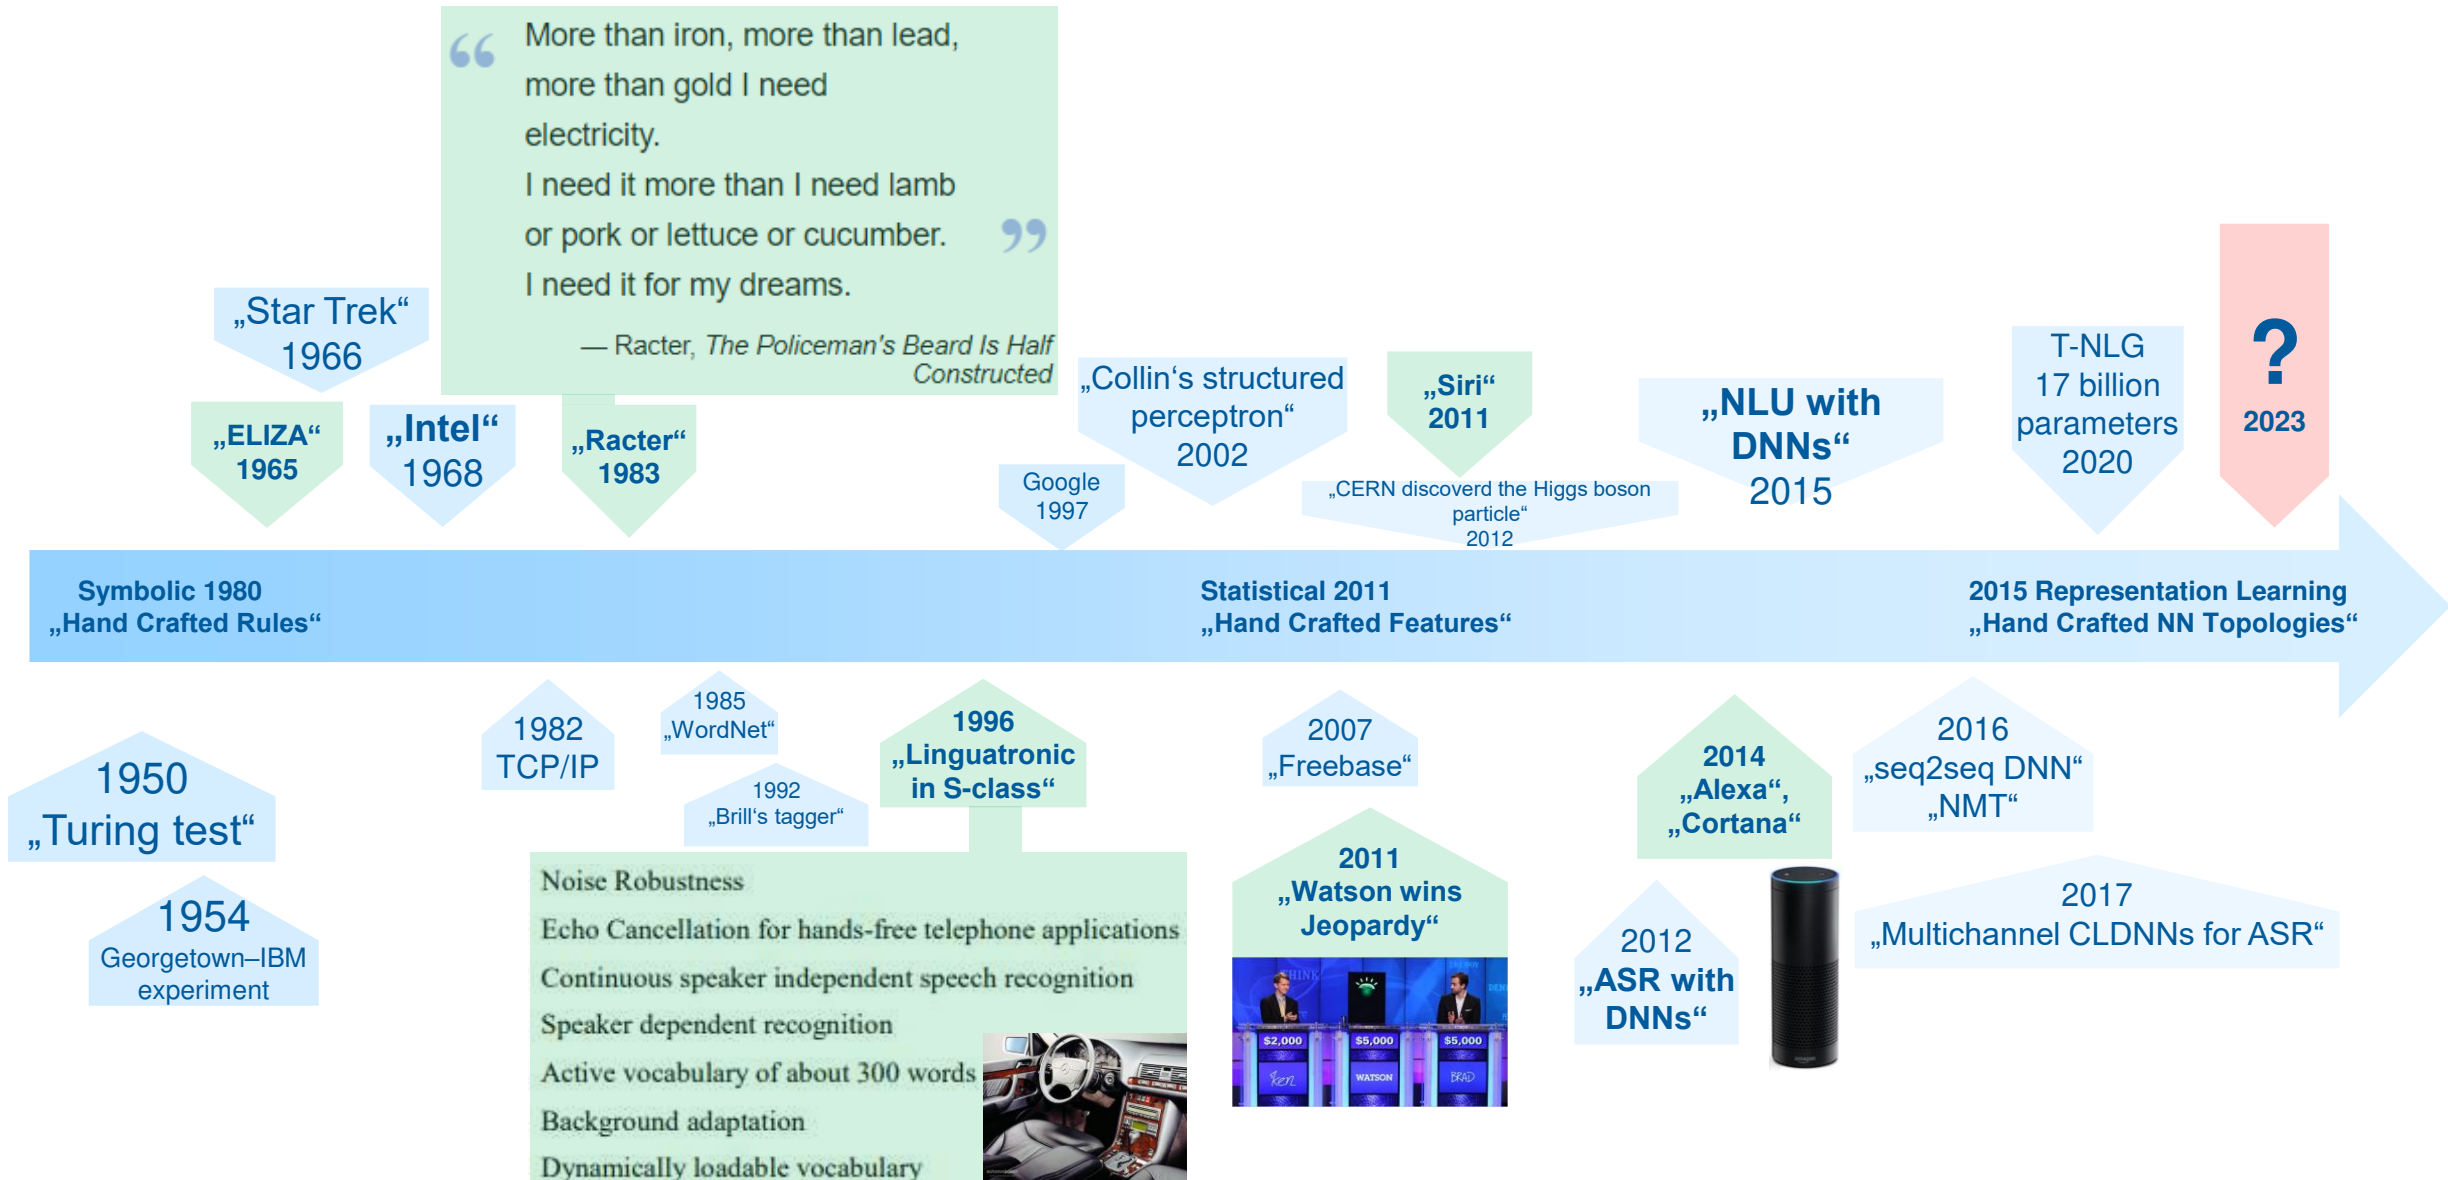 “ More than iron, more than lead,
more than gold I need
electricity.
I need it more than I need lamb
or pork or lettuce or cucumber. ”
I need it for my dreams.
— Racter, The Policeman's Beard Is Half
Constructed
„Star Trek“
1966
„ELIZA“
1965
„Intel“
1968
„Racter“
1983
Google
1997
„Collin‘s structured
perceptron“
2002
„Siri“
2011
„CERN discoverd the Higgs boson
particle“
2012
„NLU with
DNNs“
2015
T-NLG
17 billion
parameters
2020
?
2023
Symbolic 1980
„Hand Crafted Rules“
Statistical 2011
„Hand Crafted Features“
2015 Representation Learning
„Hand Crafted NN Topologies“
1950
„Turing test“
1954
Georgetown–IBM
experiment
1982
TCP/IP
1985
„WordNet“
1992
„Brill‘s tagger“
1996
„Linguatronic
in S-class“
Noise Robustness
Echo Cancellation for hands-free telephone applications
Continuous speaker independent speech recognition
Speaker dependent recognition
Active vocabulary of about 300 words
Background adaptation
Dynamically loadable vocabulary
2007
„Freebase“
2011
„Watson wins
Jeopardy“
THINK
$2,000
$5,000
$5,000
Ken
WATSON
BRAD
2012
„ASR with
DNNs“
2014
„Alexa“,
„Cortana“
amazon
2016
„seq2seq DNN“
„NMT“
2017
„Multichannel CLDNNs for ASR“